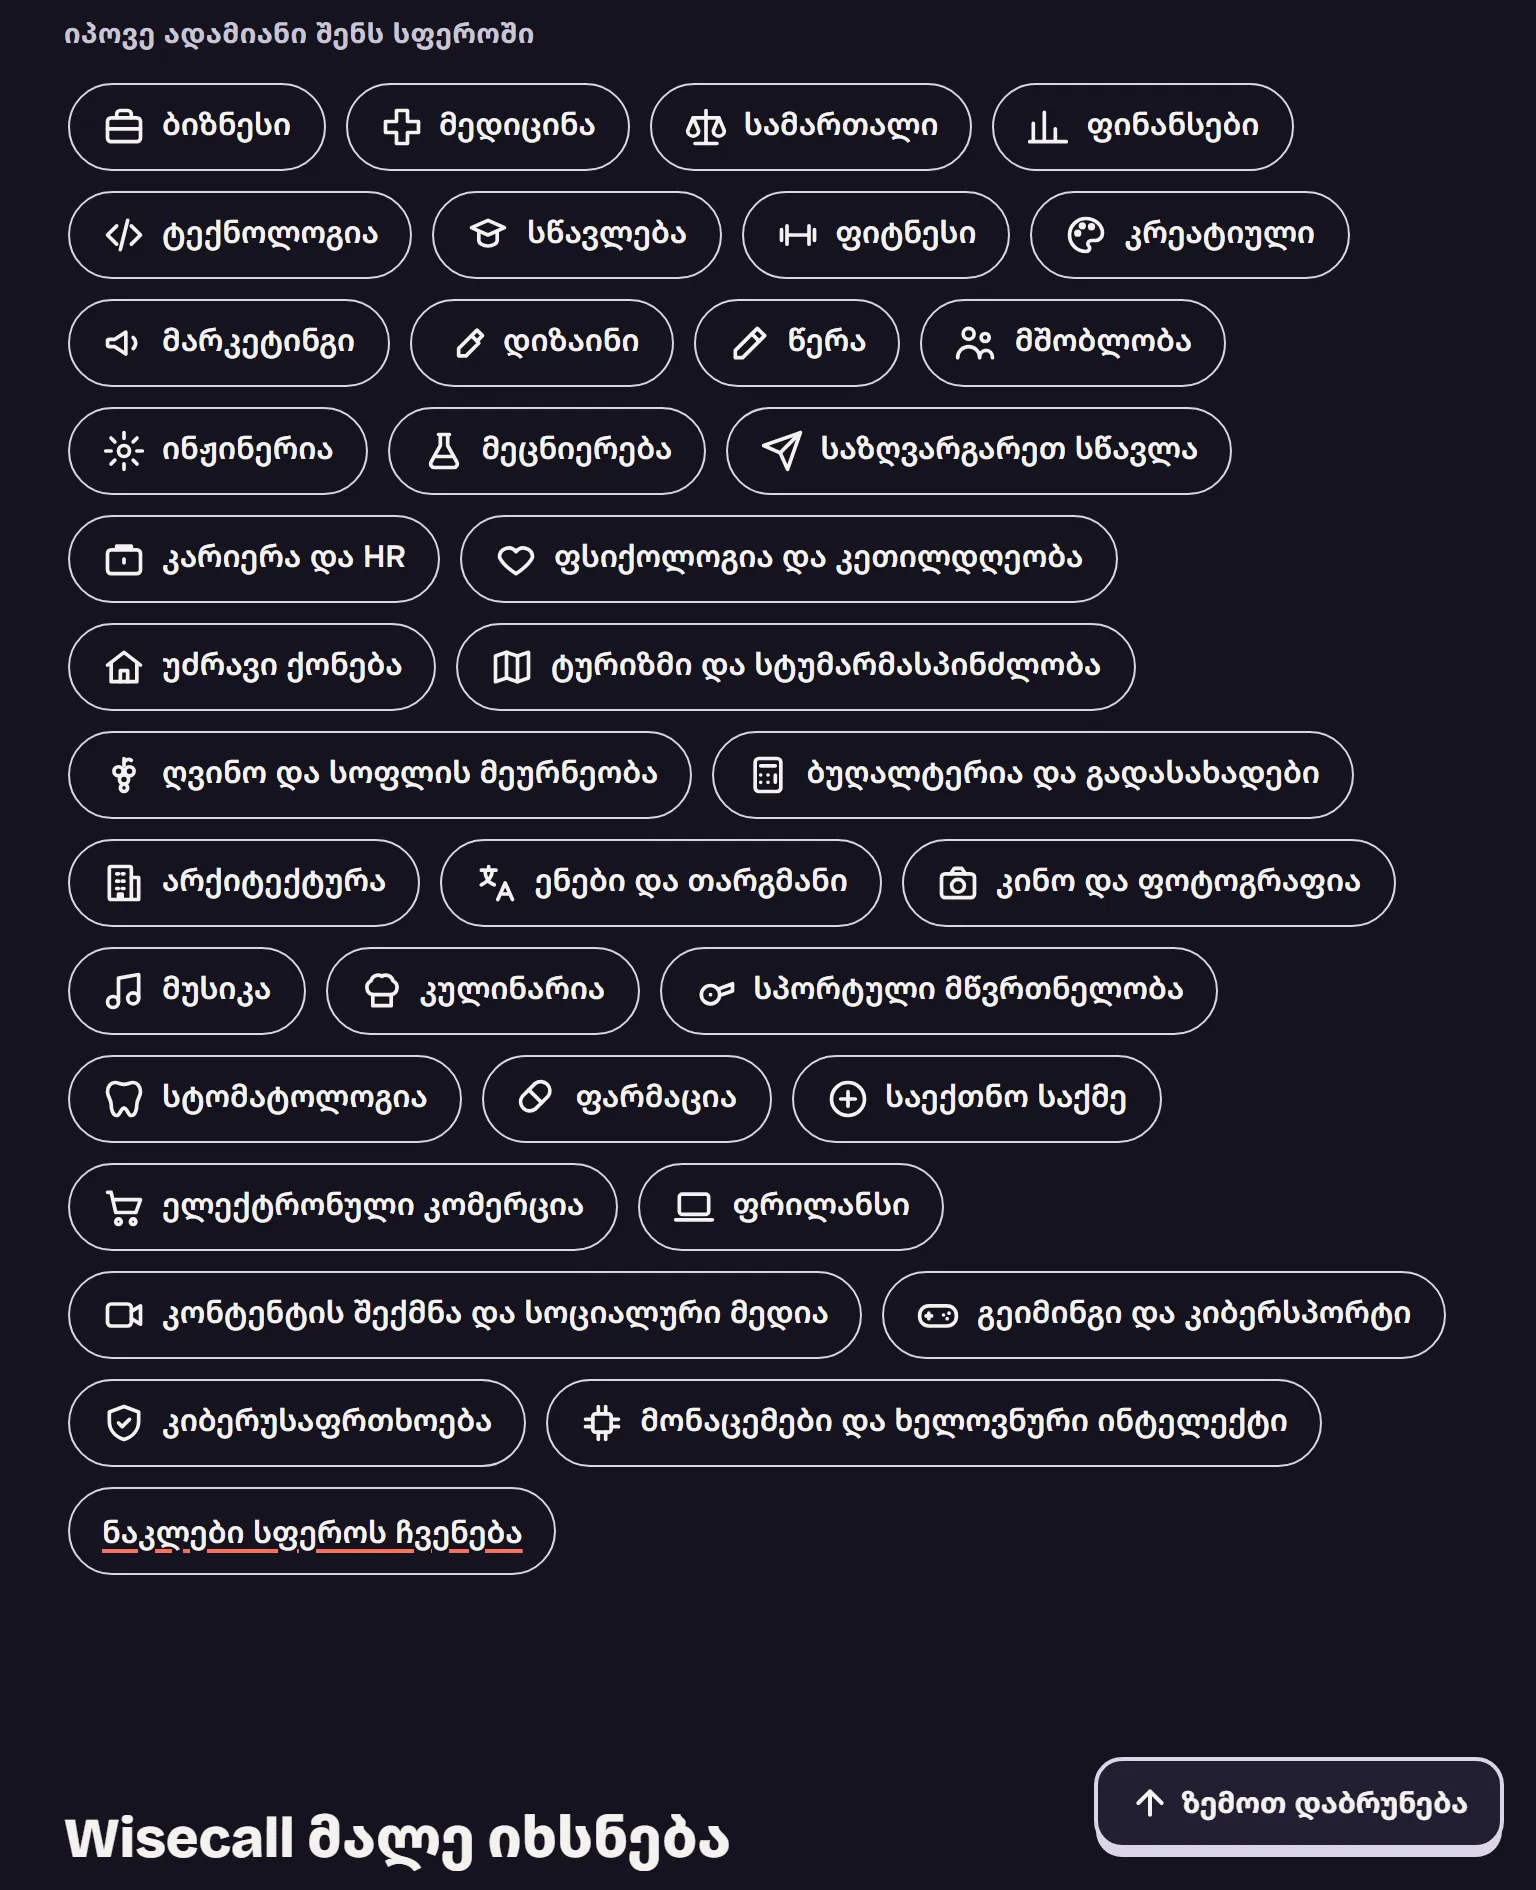 იპოვე ადამიანი შენს სფეროში
ბიზნესი მედიცინა სამართალი ფინანსები
ტექნოლოგია სწავლება ფიტნესი კრეატიული
მარკეტინგი დიზაინი წერა მშობლობა
ინჟინერია მეცნიერება საზღვარგარეთ სწავლა
კარიერა და HR ფსიქოლოგია და კეთილდღეობა
უძრავი ქონება ტურიზმი და სტუმარმასპინძლობა
ღვინო და სოფლის მეურნეობა ბუღალტერია და გადასახადები
არქიტექტურა ენები და თარგმანი კინო და ფოტოგრაფია
მუსიკა კულინარია სპორტული მწვრთნელობა
სტომატოლოგია ფარმაცია საექთნო საქმე
ელექტრონული კომერცია ფრილანსი
კონტენტის შექმნა და სოციალური მედია გეიმინგი და კიბერსპორტი
კიბერუსაფრთხოება მონაცემები და ხელოვნური ინტელექტი
ნაკლები სფეროს ჩვენება
ზემოთ დაბრუნება
Wisecall მალე იხსნება